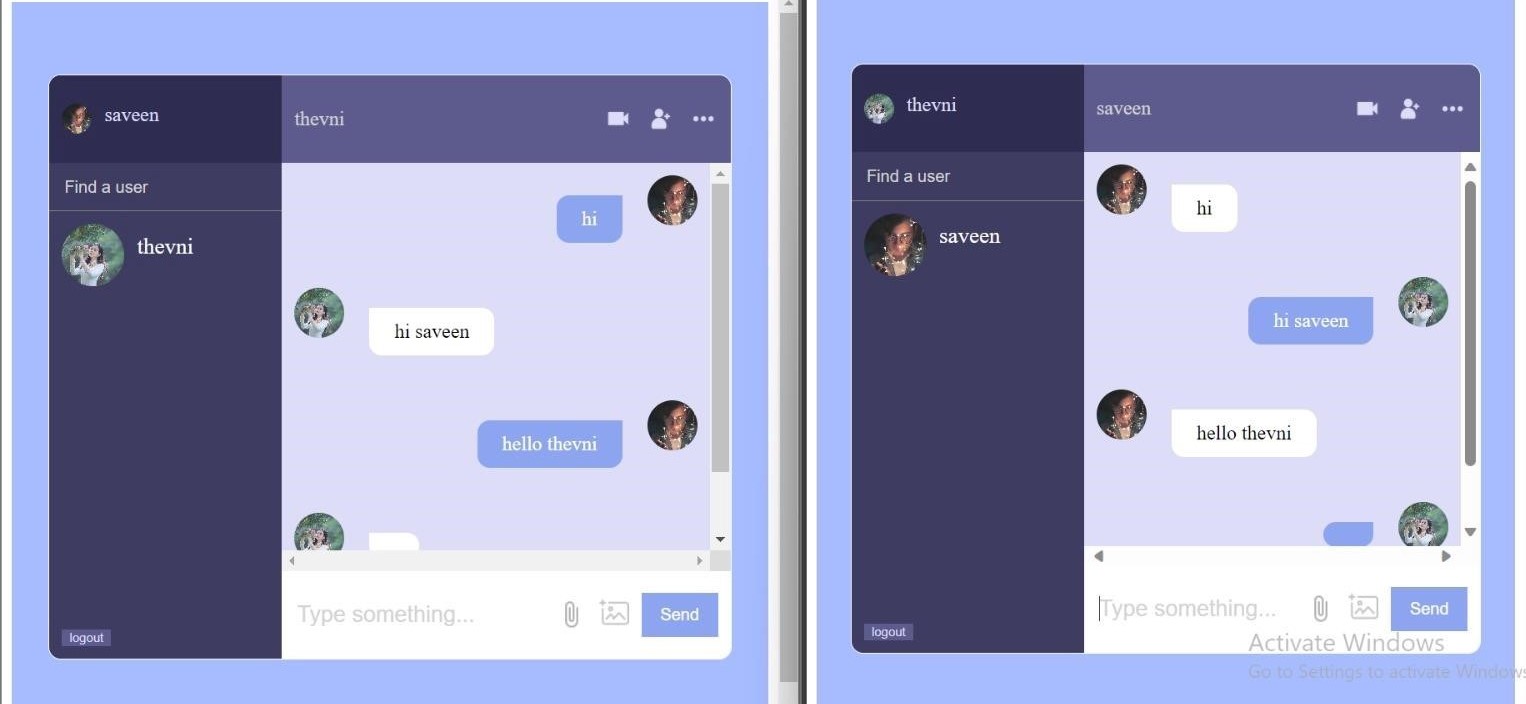 saveen
thevni
Find a user
thevni
hi
hi saveen
hello thevni
Type something...
Send
logout
thevni
saveen
Find a user
saveen
hi
hi saveen
hello thevni
Type something...
Send
logout
Activate Windows
Go to Settings to activate Windows